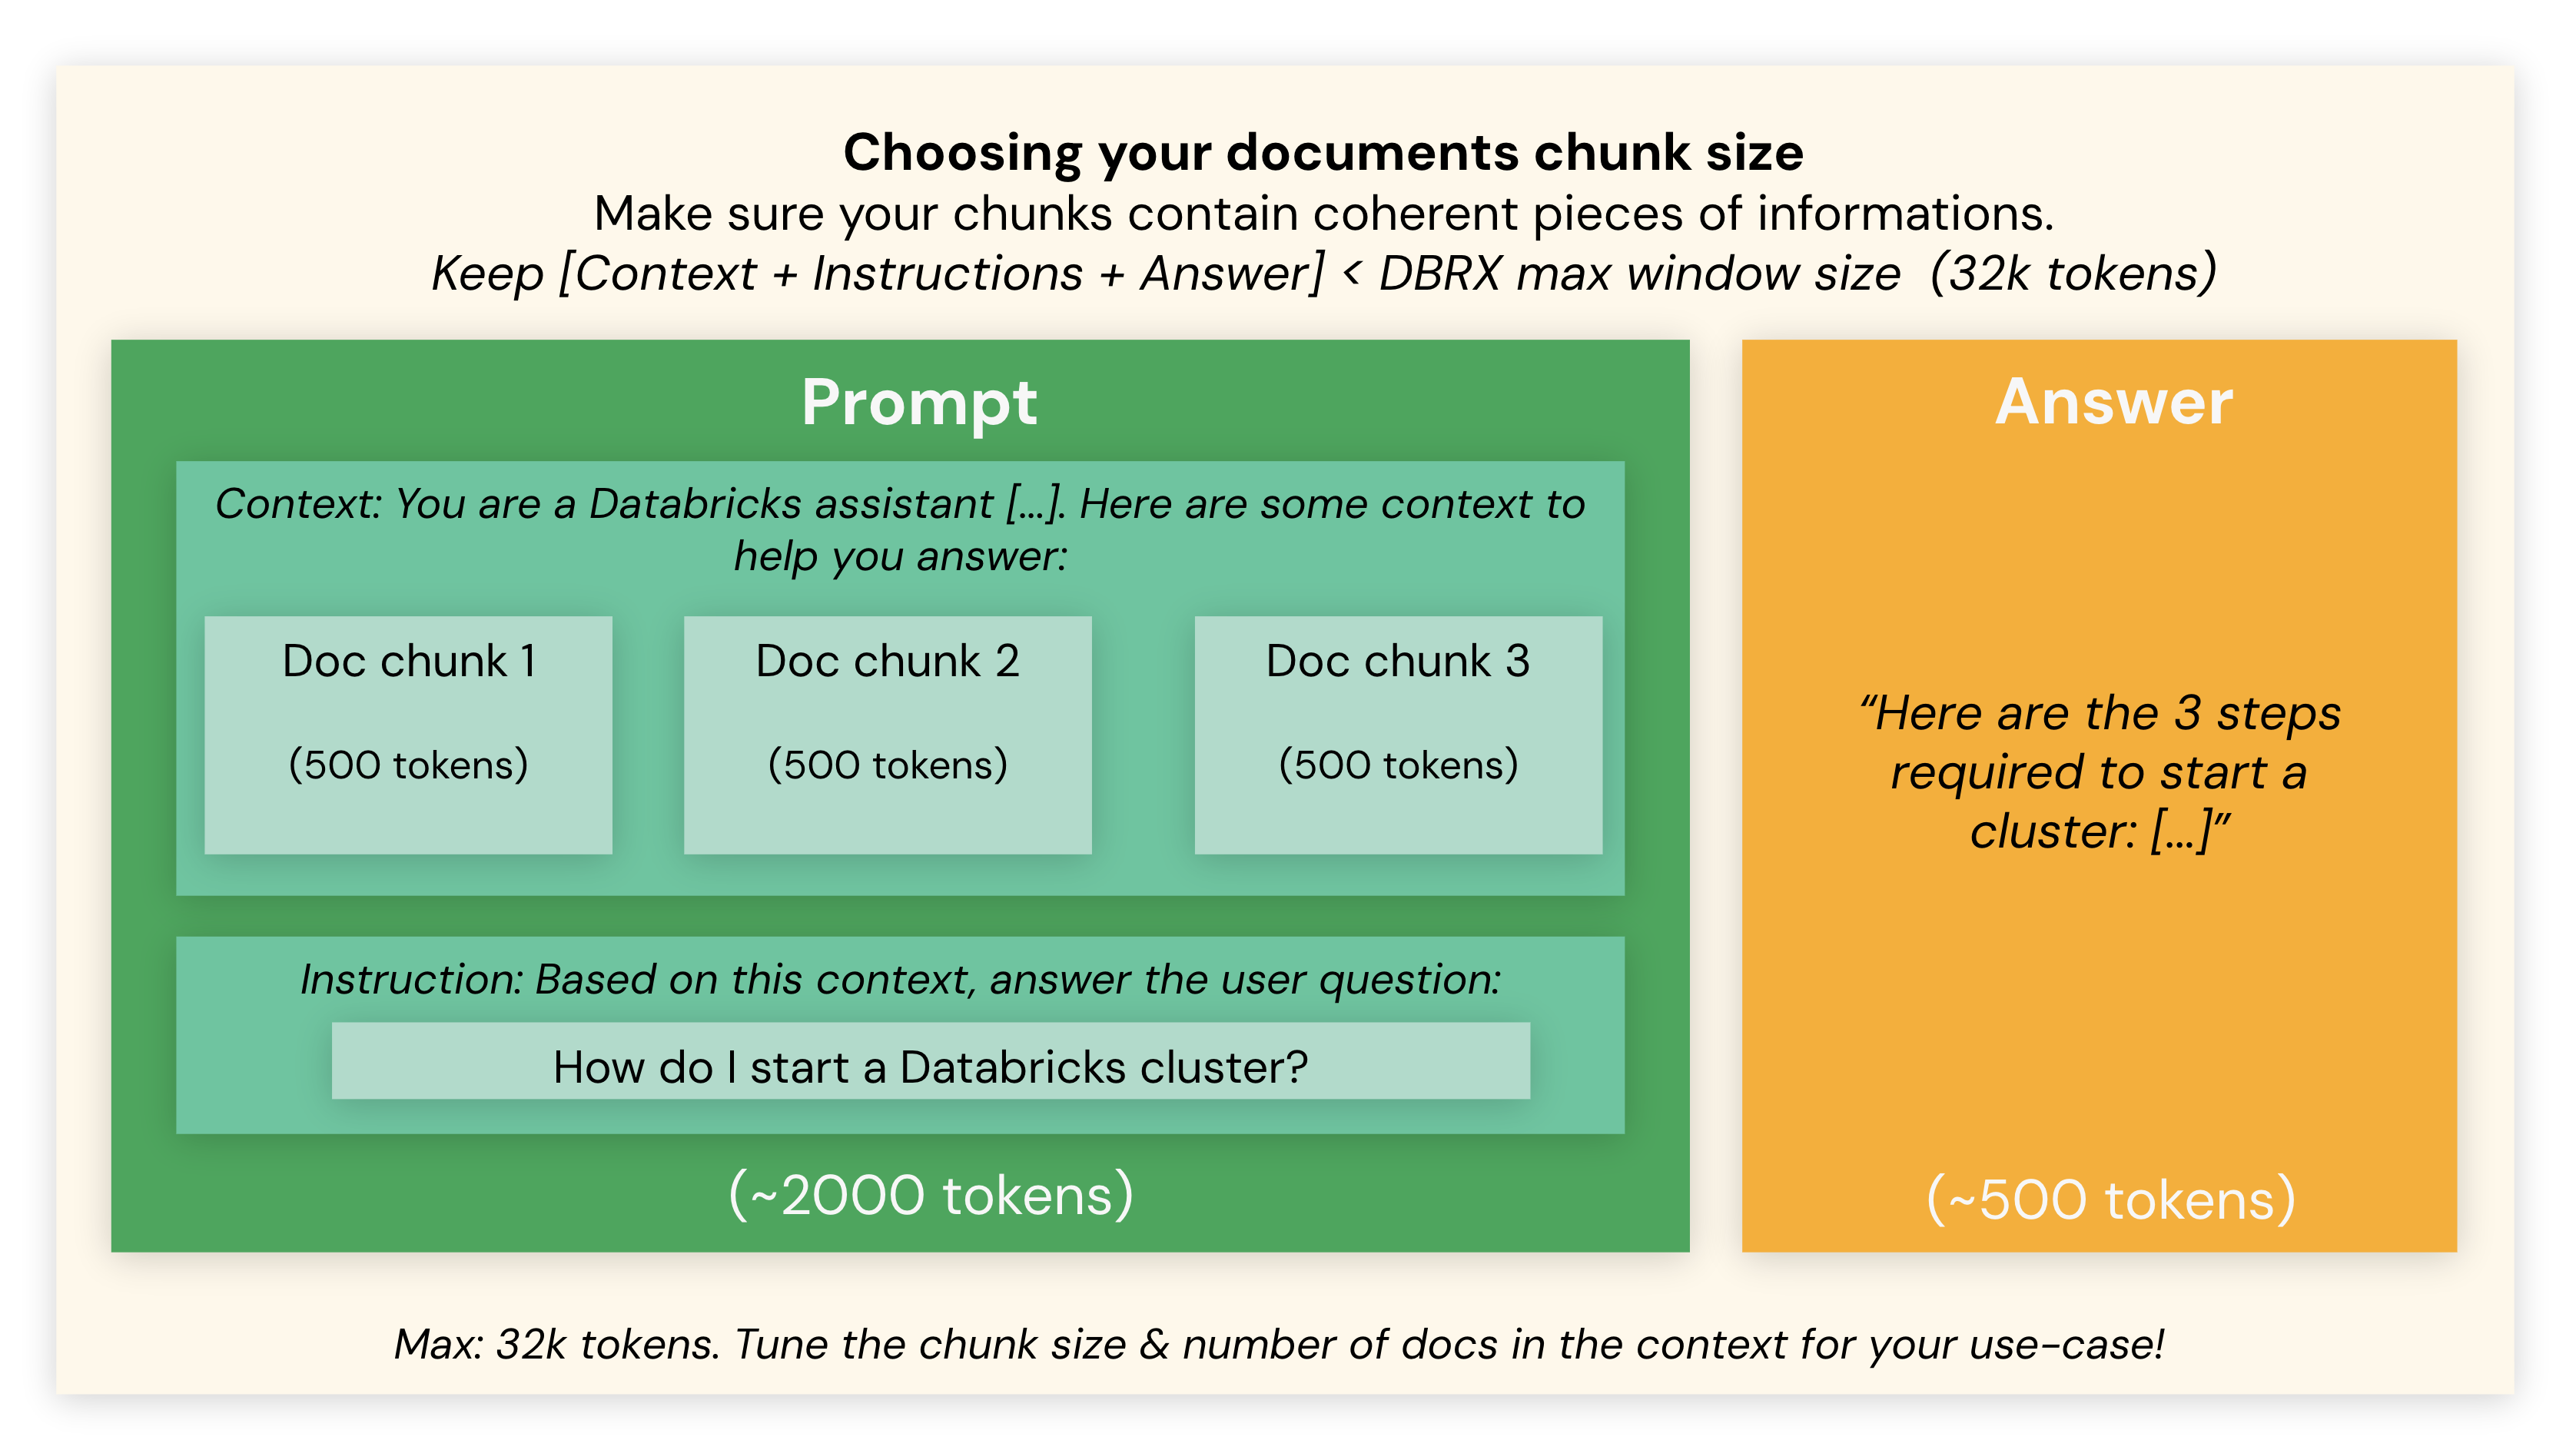 Choosing your documents chunk size
Make sure your chunks contain coherent pieces of informations.
Keep [Context + Instructions + Answer] < DBRX max window size  (32k tokens)
Prompt
Context: You are a Databricks assistant [...]. Here are some context to
help you answer:
Doc chunk 1
(500 tokens)
Doc chunk 2
(500 tokens)
Doc chunk 3
(500 tokens)
Instruction: Based on this context, answer the user question:
How do I start a Databricks cluster?
(~2000 tokens)
Answer
“Here are the 3 steps
required to start a
cluster: [...]”
(~500 tokens)
Max: 32k tokens. Tune the chunk size & number of docs in the context for your use-case!